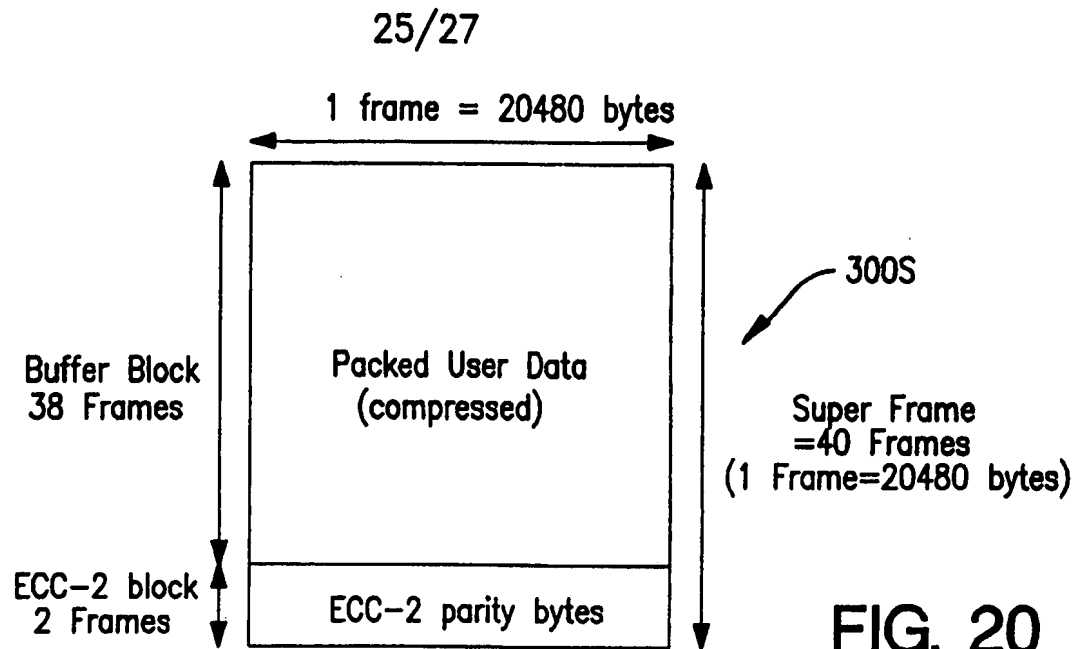 25/27
1 frame = 20480 bytes
300S
Buffer Block
38 Frames
Packed User Data
(compressed)
Super Frame
=40 Frames
(1 Frame=20480 bytes)
ECC-2 block
2 Frames
ECC-2 parity bytes
FIG. 20